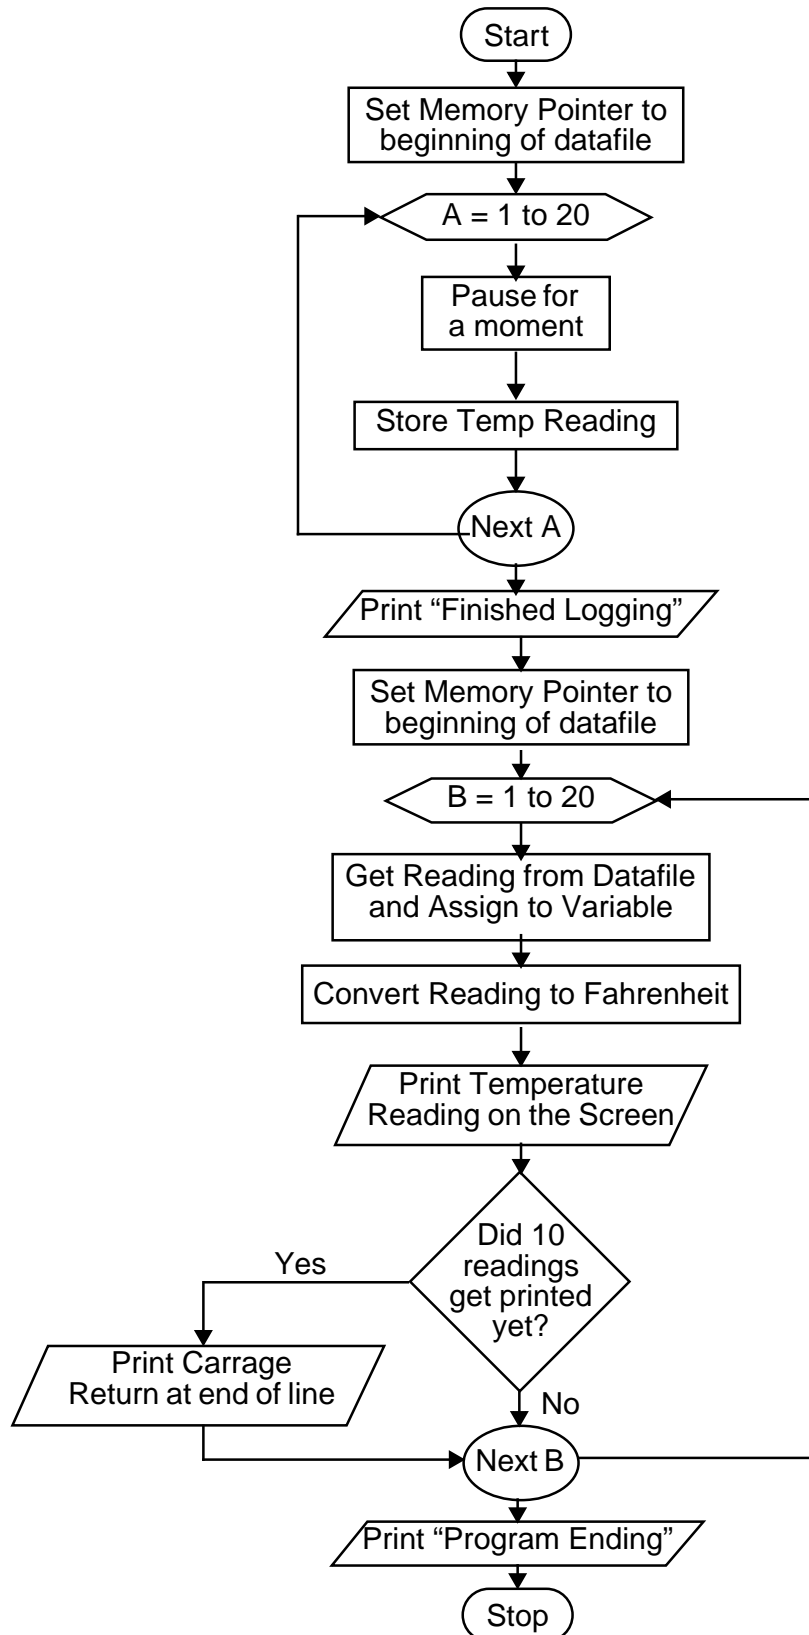 Start
Set Memory Pointer to
beginning of datafile
A = 1 to 20
Pause for
a moment
Store Temp Reading
Next A
Print “Finished Logging”
Set Memory Pointer to
beginning of datafile
B = 1 to 20
Get Reading from Datafile
and Assign to Variable
Convert Reading to Fahrenheit
Print Temperature
Reading on the Screen
Did 10
readings
get printed
yet?
Yes
Print Carrage
Return at end of line
No
Next B
Print “Program Ending”
Stop